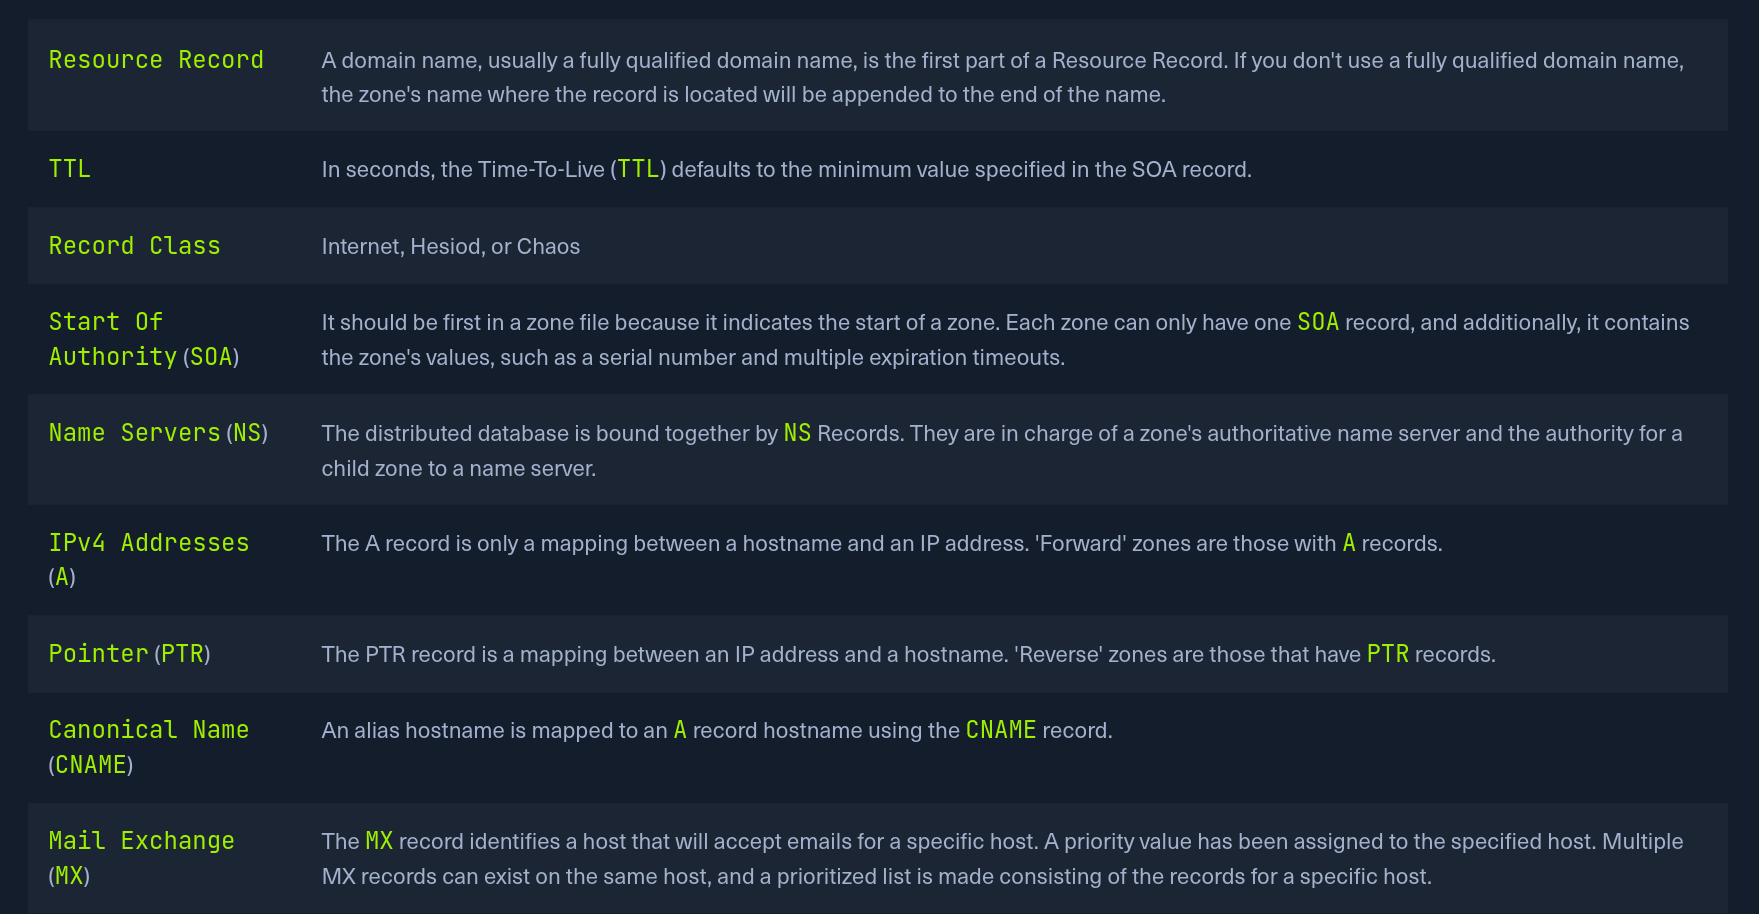 Resource Record
A domain name, usually a fully qualified domain name, is the first part of a Resource Record. If you don't use a fully qualified domain name,
the zone's name where the record is located will be appended to the end of the name.
TTL
In seconds, the Time-To-Live (TTL) defaults to the minimum value specified in the SOA record.
Record Class
Internet, Hesiod, or Chaos
Start Of
Authority (SOA)
It should be first in a zone file because it indicates the start of a zone. Each zone can only have one SOA record, and additionally, it contains
the zone's values, such as a serial number and multiple expiration timeouts.
Name Servers (NS)
The distributed database is bound together by NS Records. They are in charge of a zone's authoritative name server and the authority for a
child zone to a name server.
IPv4 Addresses
(A)
The A record is only a mapping between a hostname and an IP address. 'Forward' zones are those with A records.
Pointer (PTR)
The PTR record is a mapping between an IP address and a hostname. 'Reverse' zones are those that have PTR records.
Canonical Name
(CNAME)
An alias hostname is mapped to an A record hostname using the CNAME record.
Mail Exchange
(MX)
The MX record identifies a host that will accept emails for a specific host. A priority value has been assigned to the specified host. Multiple
MX records can exist on the same host, and a prioritized list is made consisting of the records for a specific host.